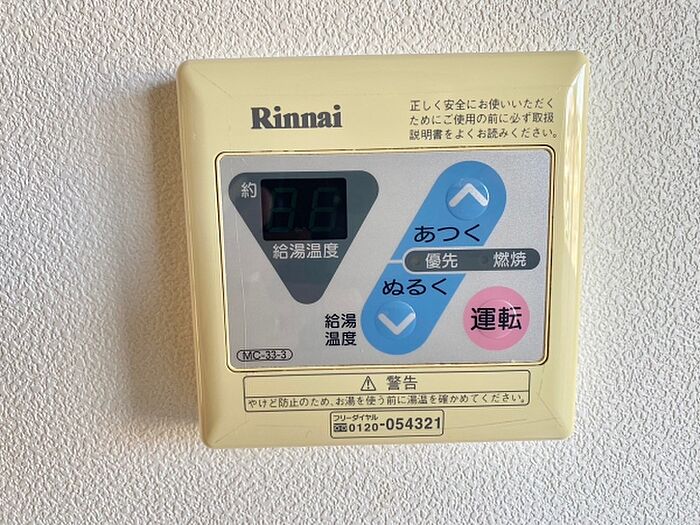 Rinnai
正しく安全にお使いいただく
ためにご使用の前に必ず取扱
説明書をよくお読みください。
約
給湯温度
あつく
優先 燃焼
ぬるく
給湯
温度
運転
MC-33-3
⚠ 警告
やけど防止のため、お湯を使う前に湯温を確かめてください。
フリーダイヤル
0120-054321